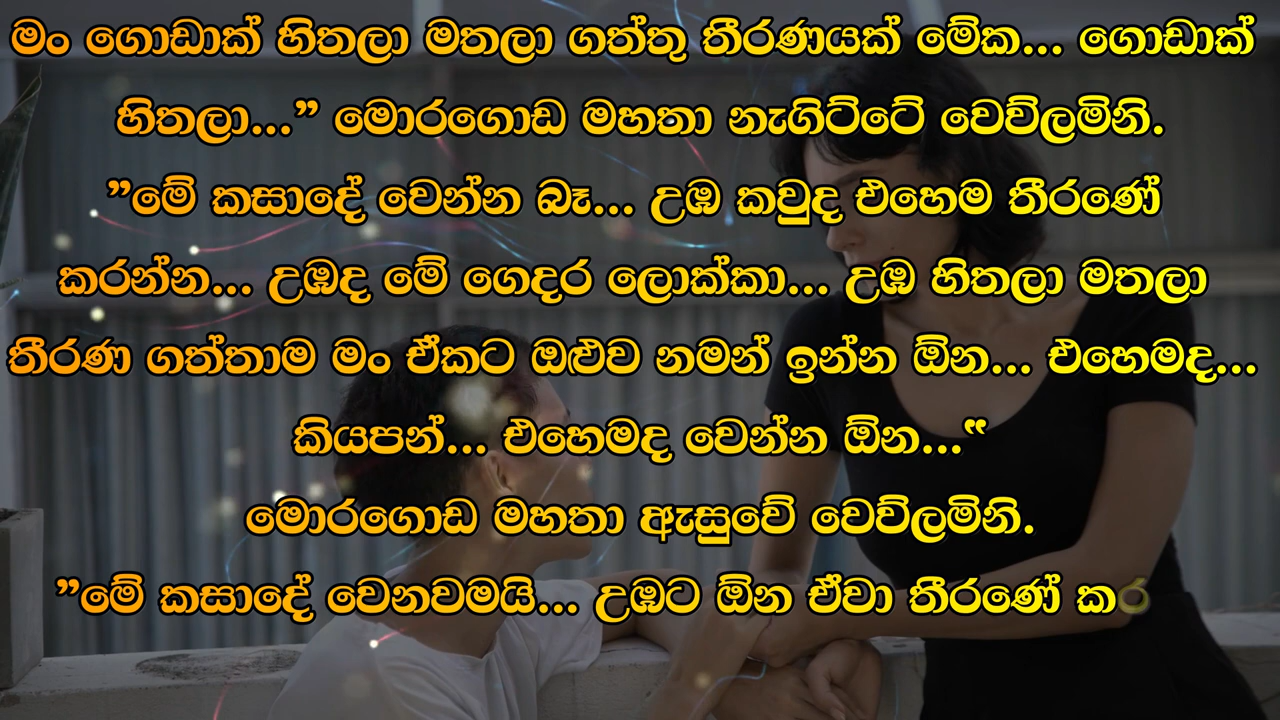 මං ගොඩාක් හිතලා මතලා ගත්තු තීරණයක් මේක... ගොඩාක්
හිතලා...” මොරගොඩ මහතා නැගිට්ටේ වෙව්ලමිනි.
”මේ කසාදේ වෙන්න බෑ... උඹ කවුද එහෙම තීරණේ
කරන්න... උඹද මේ ගෙදර ලොක්කා... උඹ හිතලා මතලා
තීරණ ගත්තාම මං ඒකට ඔළුව නමන් ඉන්න ඕන... එහෙමද...
කියපන්... එහෙමද වෙන්න ඕන...‟
මොරගොඩ මහතා ඇසුවේ වෙව්ලමිනි.
”මේ කසාදේ වෙනවමයි... උඹට ඕන ඒවා තීරණේ කර